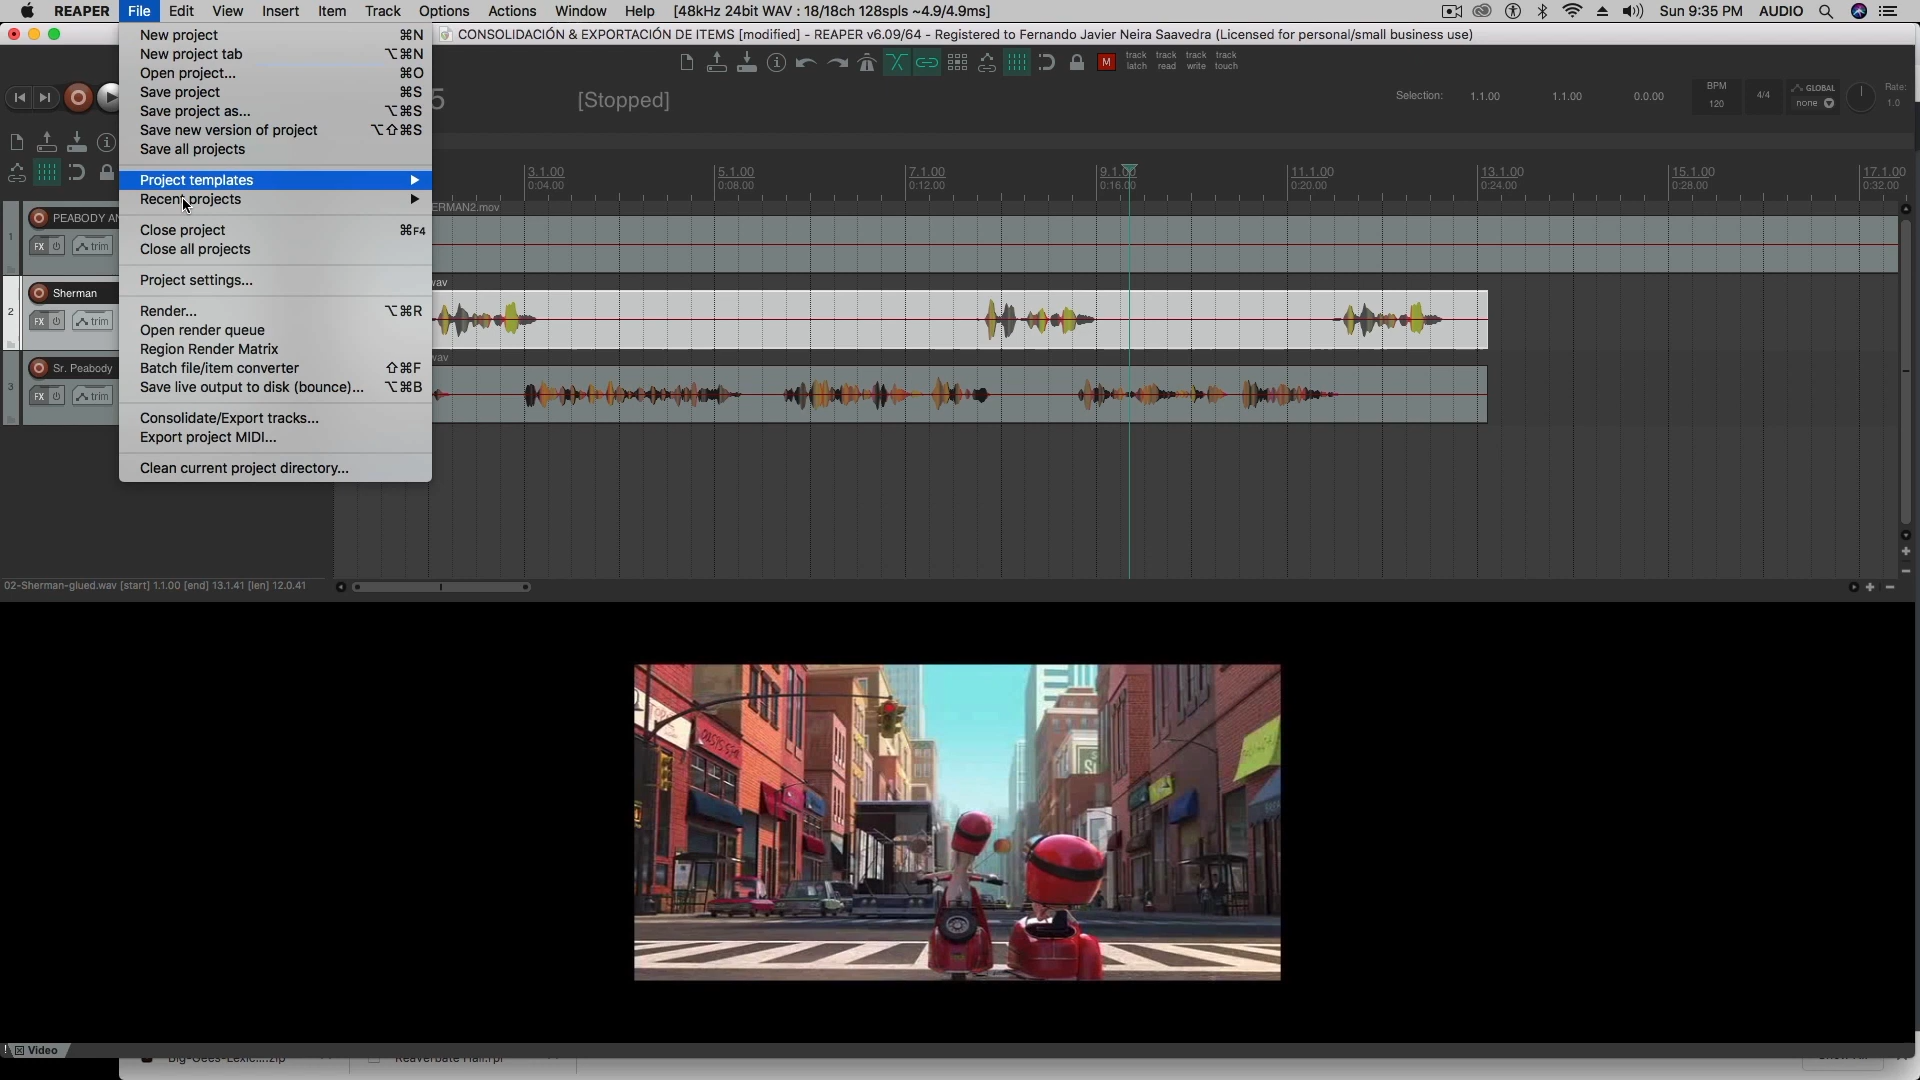 REAPER File Edit View Insert Item Track Options Actions Window Help [48kHz 24bit WAV : 18/18ch 128spls ~4.9/4.9ms] Sun 9:35 PM AUDIO
CONSOLIDACIÓN & EXPORTACIÓN DE ITEMS [modified] - REAPER v6.09/64 - Registered to Fernando Javier Neira Saavedra (Licensed for personal/small business use)
New project ⌘N
New project tab ⌥⌘N
Open project... ⌘O
Save project ⌘S
Save project as... ⌥⌘S
Save new version of project ⌥⇧⌘S
Save all projects
Project templates
Recent projects
Close project ⌘F4
Close all projects
Project settings...
Render... ⌥⌘R
Open render queue
Region Render Matrix
Batch file/item converter ⇧⌘F
Save live output to disk (bounce)... ⌥⌘B
Consolidate/Export tracks...
Export project MIDI...
Clean current project directory...
M
track latch
track read
track write
track touch
5 [Stopped]
Selection: 1.1.00 1.1.00 0.0.00
BPM 120
4/4
GLOBAL none
Rate: 1.0
3.1.00 5.1.00 7.1.00 9.1.00 11.1.00 13.1.00 15.1.00 17.1.00
0:04.00 0:08.00 0:12.00 0:16.00 0:20.00 0:24.00 0:28.00 0:32.00
ERMAN2.mov
1 PEABODY AN
FX trim
wav
2 Sherman
FX trim
wav
3 Sr. Peabody
FX trim
02-Sherman-glued.wav [start] 1.1.00 [end] 13.1.41 [len] 12.0.41
! Video